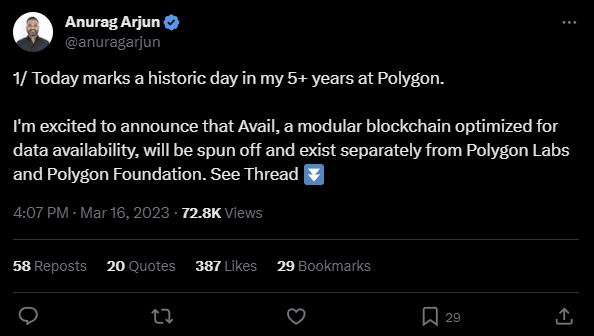 Anurag Arjun
@anuragarjun
1/ Today marks a historic day in my 5+ years at Polygon.
I'm excited to announce that Avail, a modular blockchain optimized for
data availability, will be spun off and exist separately from Polygon Labs
and Polygon Foundation. See Thread ⏬
4:07 PM · Mar 16, 2023 · 72.8K Views
58 Reposts 20 Quotes 387 Likes 29 Bookmarks
29